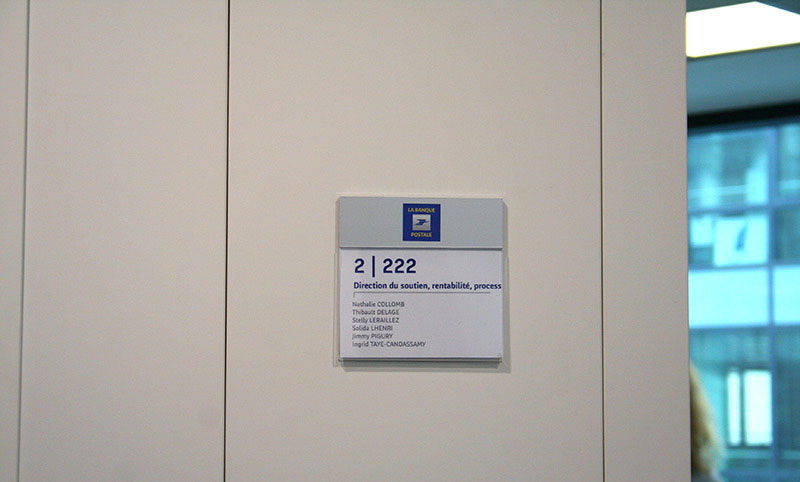 LA BANQUE
POSTALE
2 | 222
Direction du soutien, rentabilité, process
Nathalie COLLOMB
Thibault DELAGE
Stelly LERAILLEZ
Solida LHENRI
Jimmy PIGURY
Ingrid TAYE-CANDASSAMY